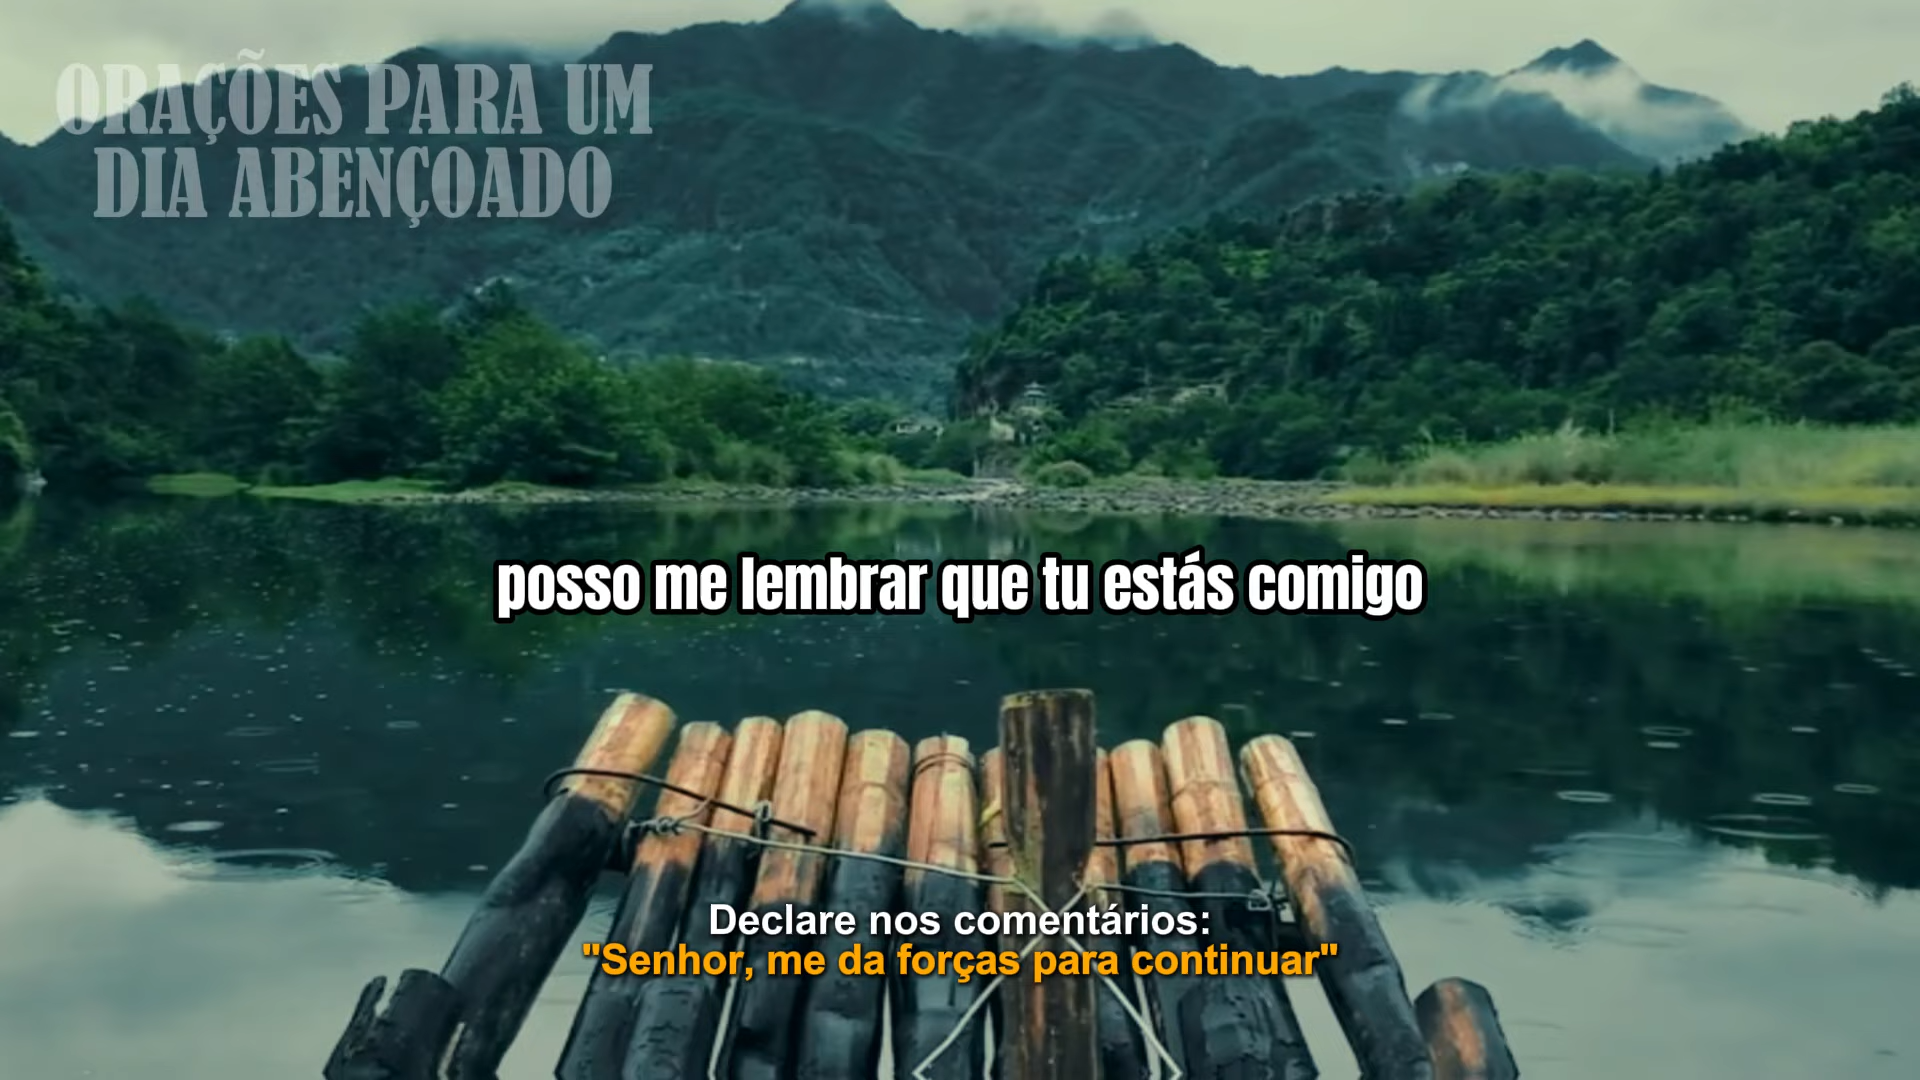 ORAÇÕES PARA UM
DIA ABENÇOADO
posso me lembrar que tu estás comigo
Declare nos comentários:
"Senhor, me da forças para continuar"